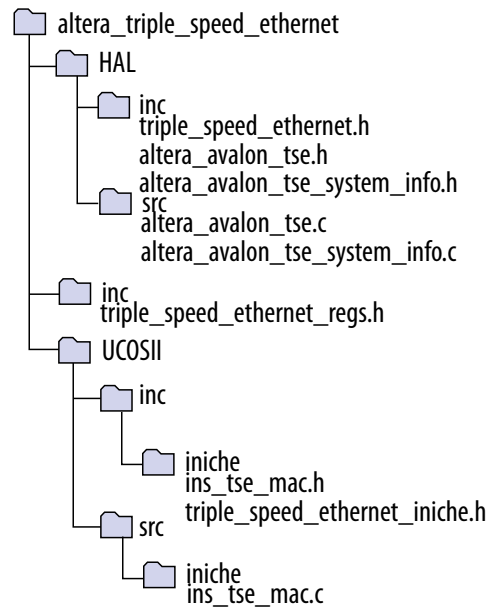 altera_triple_speed_ethernet
HAL
inc
triple_speed_ethernet.h
altera_avalon_tse.h
altera_avalon_tse_system_info.h
src
altera_avalon_tse.c
altera_avalon_tse_system_info.c
inc
triple_speed_ethernet_regs.h
UCOSII
inc
iniche
ins_tse_mac.h
triple_speed_ethernet_iniche.h
src
iniche
ins_tse_mac.c